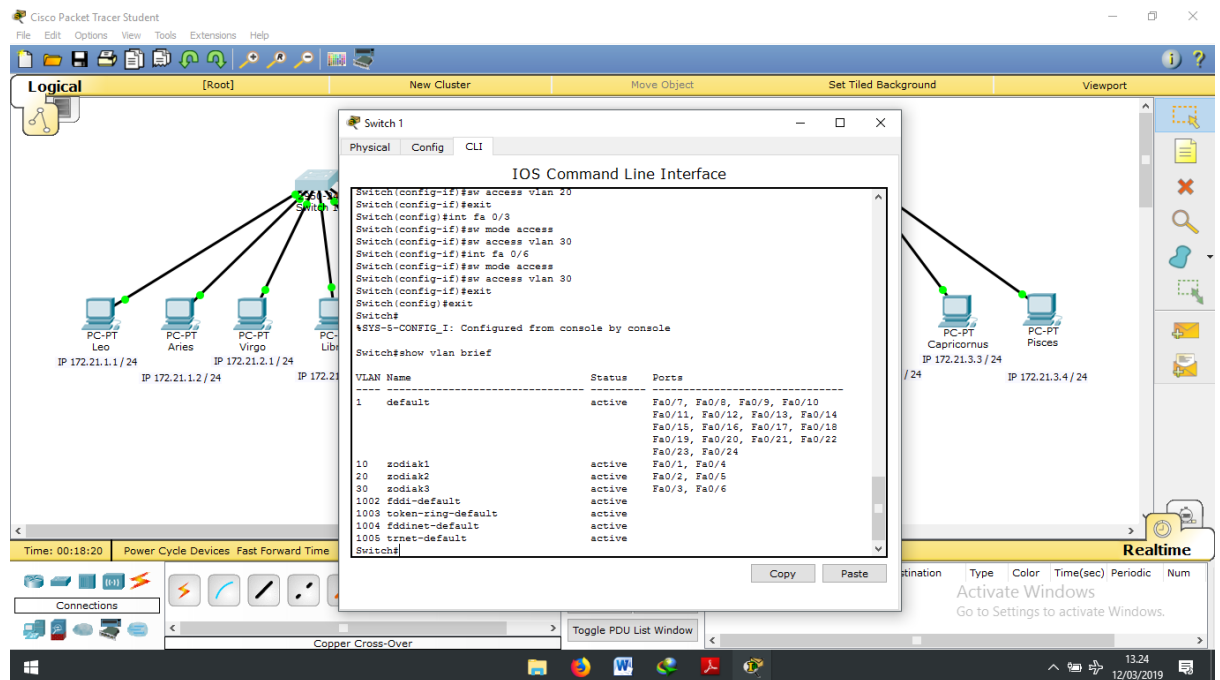 Cisco Packet Tracer Student
File Edit Options View Tools Extensions Help
Logical [Root] New Cluster Move Object Set Tiled Background Viewport
Switch 1
Physical Config CLI
IOS Command Line Interface
Switch(config-if)#sw access vlan 20
Switch(config-if)#exit
Switch(config)#int fa 0/3
Switch(config-if)#sw mode access
Switch(config-if)#sw access vlan 30
Switch(config-if)#int fa 0/6
Switch(config-if)#sw mode access
Switch(config-if)#sw access vlan 30
Switch(config-if)#exit
Switch(config)#exit
Switch#
%SYS-5-CONFIG_I: Configured from console by console
Switch#show vlan brief
VLAN Name Status Ports
---- -------------------------------- --------- -------------------------------
1 default active Fa0/7, Fa0/8, Fa0/9, Fa0/10
Fa0/11, Fa0/12, Fa0/13, Fa0/14
Fa0/15, Fa0/16, Fa0/17, Fa0/18
Fa0/19, Fa0/20, Fa0/21, Fa0/22
Fa0/23, Fa0/24
10 zodiak1 active Fa0/1, Fa0/4
20 zodiak2 active Fa0/2, Fa0/5
30 zodiak3 active Fa0/3, Fa0/6
1002 fddi-default active
1003 token-ring-default active
1004 fddinet-default active
1005 trnet-default active
Switch#
Copy Paste
Switch 1
PC-PT
Leo
IP 172.21.1.1 / 24
PC-PT
Aries
IP 172.21.1.2 / 24
PC-PT
Virgo
IP 172.21.2.1 / 24
PC-
Libr
IP 172.21
PC-PT
Capricornus
IP 172.21.3.3 / 24
/ 24
PC-PT
Pisces
IP 172.21.3.4 / 24
Time: 00:18:20 Power Cycle Devices Fast Forward Time
Realtime
Connections
Copper Cross-Over
Toggle PDU List Window
stination Type Color Time(sec) Periodic Num
Activate Windows
Go to Settings to activate Windows.
13.24
12/03/2019